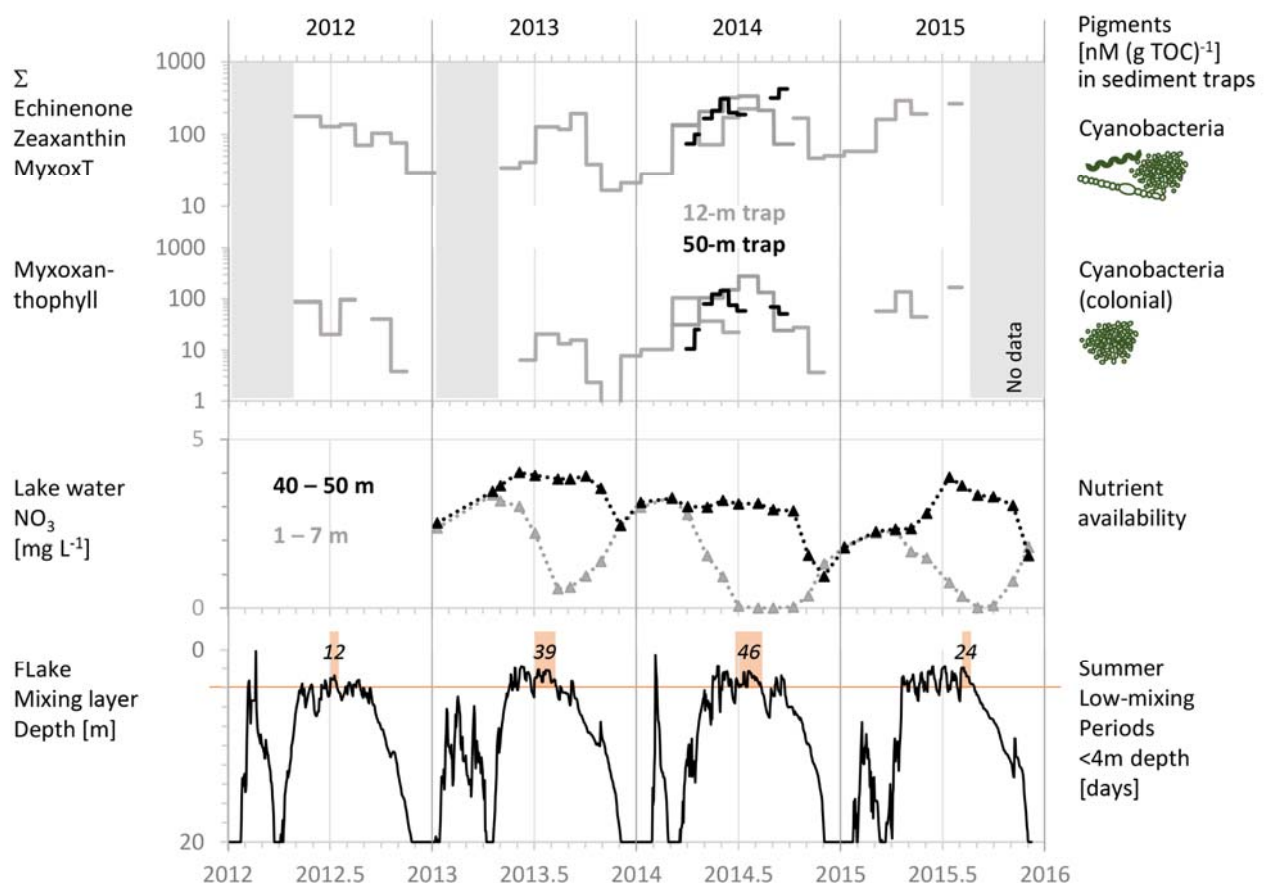 2012 2013 2014 2015
Pigments
[nM (g TOC)-1]
in sediment traps
Σ
Echinenone
Zeaxanthin
MyxoxT
1000
100
10
Cyanobacteria
12-m trap
50-m trap
Myxoxan-
thophyll
1000
100
10
1
Cyanobacteria
(colonial)
No data
Lake water
NO3
[mg L-1]
5
0
40 – 50 m
1 – 7 m
Nutrient
availability
FLake
Mixing layer
Depth [m]
0
20
12 39 46 24
Summer
Low-mixing
Periods
<4m depth
[days]
2012 2012.5 2013 2013.5 2014 2014.5 2015 2015.5 2016